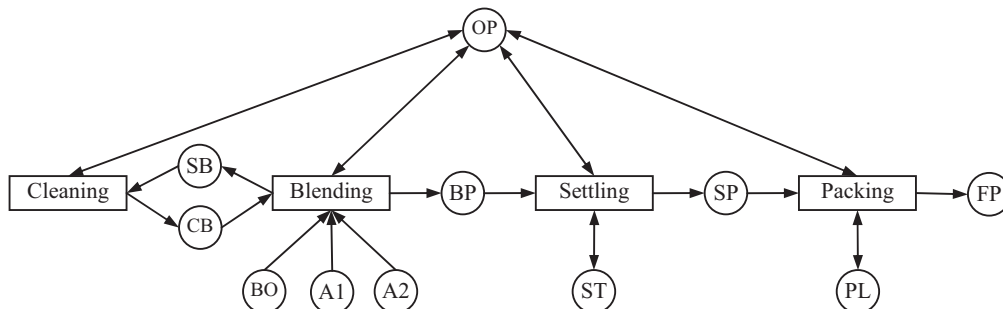 OP
SB
Cleaning
Blending
BP
Settling
SP
Packing
FP
CB
BO
A1
A2
ST
PL